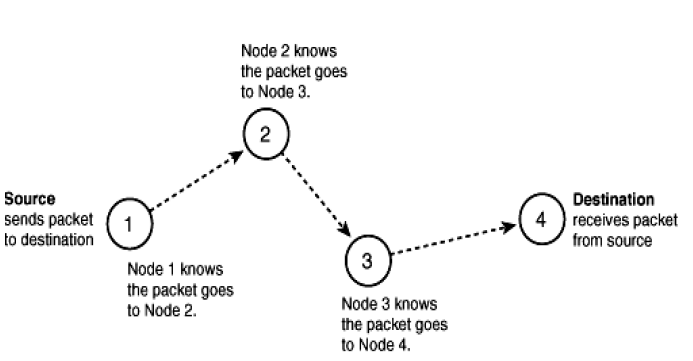 Node 2 knows
the packet goes
to Node 3.
2
Source
sends packet
to destination
1
Node 1 knows
the packet goes
to Node 2.
3
Node 3 knows
the packet goes
to Node 4.
4
Destination
receives packet
from source